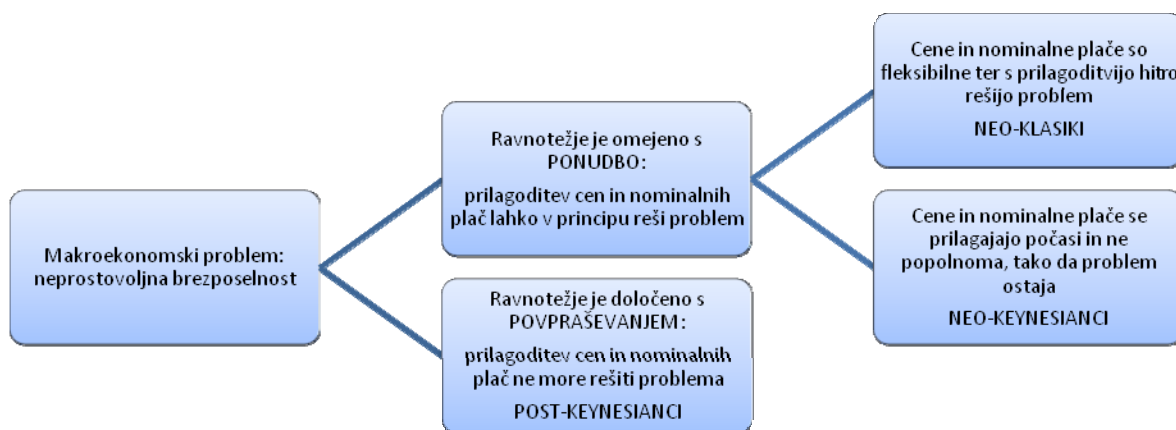 Makroekonomski problem:
neprostovoljna brezposelnost
Ravnotežje je omejeno s
PONUDBO:
prilagoditev cen in nominalnih
plač lahko v principu reši problem
Ravnotežje je določeno s
POVPRAŠEVANJEM:
prilagoditev cen in nominalnih
plač ne more rešiti problema
POST-KEYNESIANCI
Cene in nominalne plače so
fleksibilne ter s prilagoditvijo hitro
rešijo problem
NEO-KLASIKI
Cene in nominalne plače se
prilagajajo počasi in ne
popolnoma, tako da problem
ostaja
NEO-KEYNESIANCI